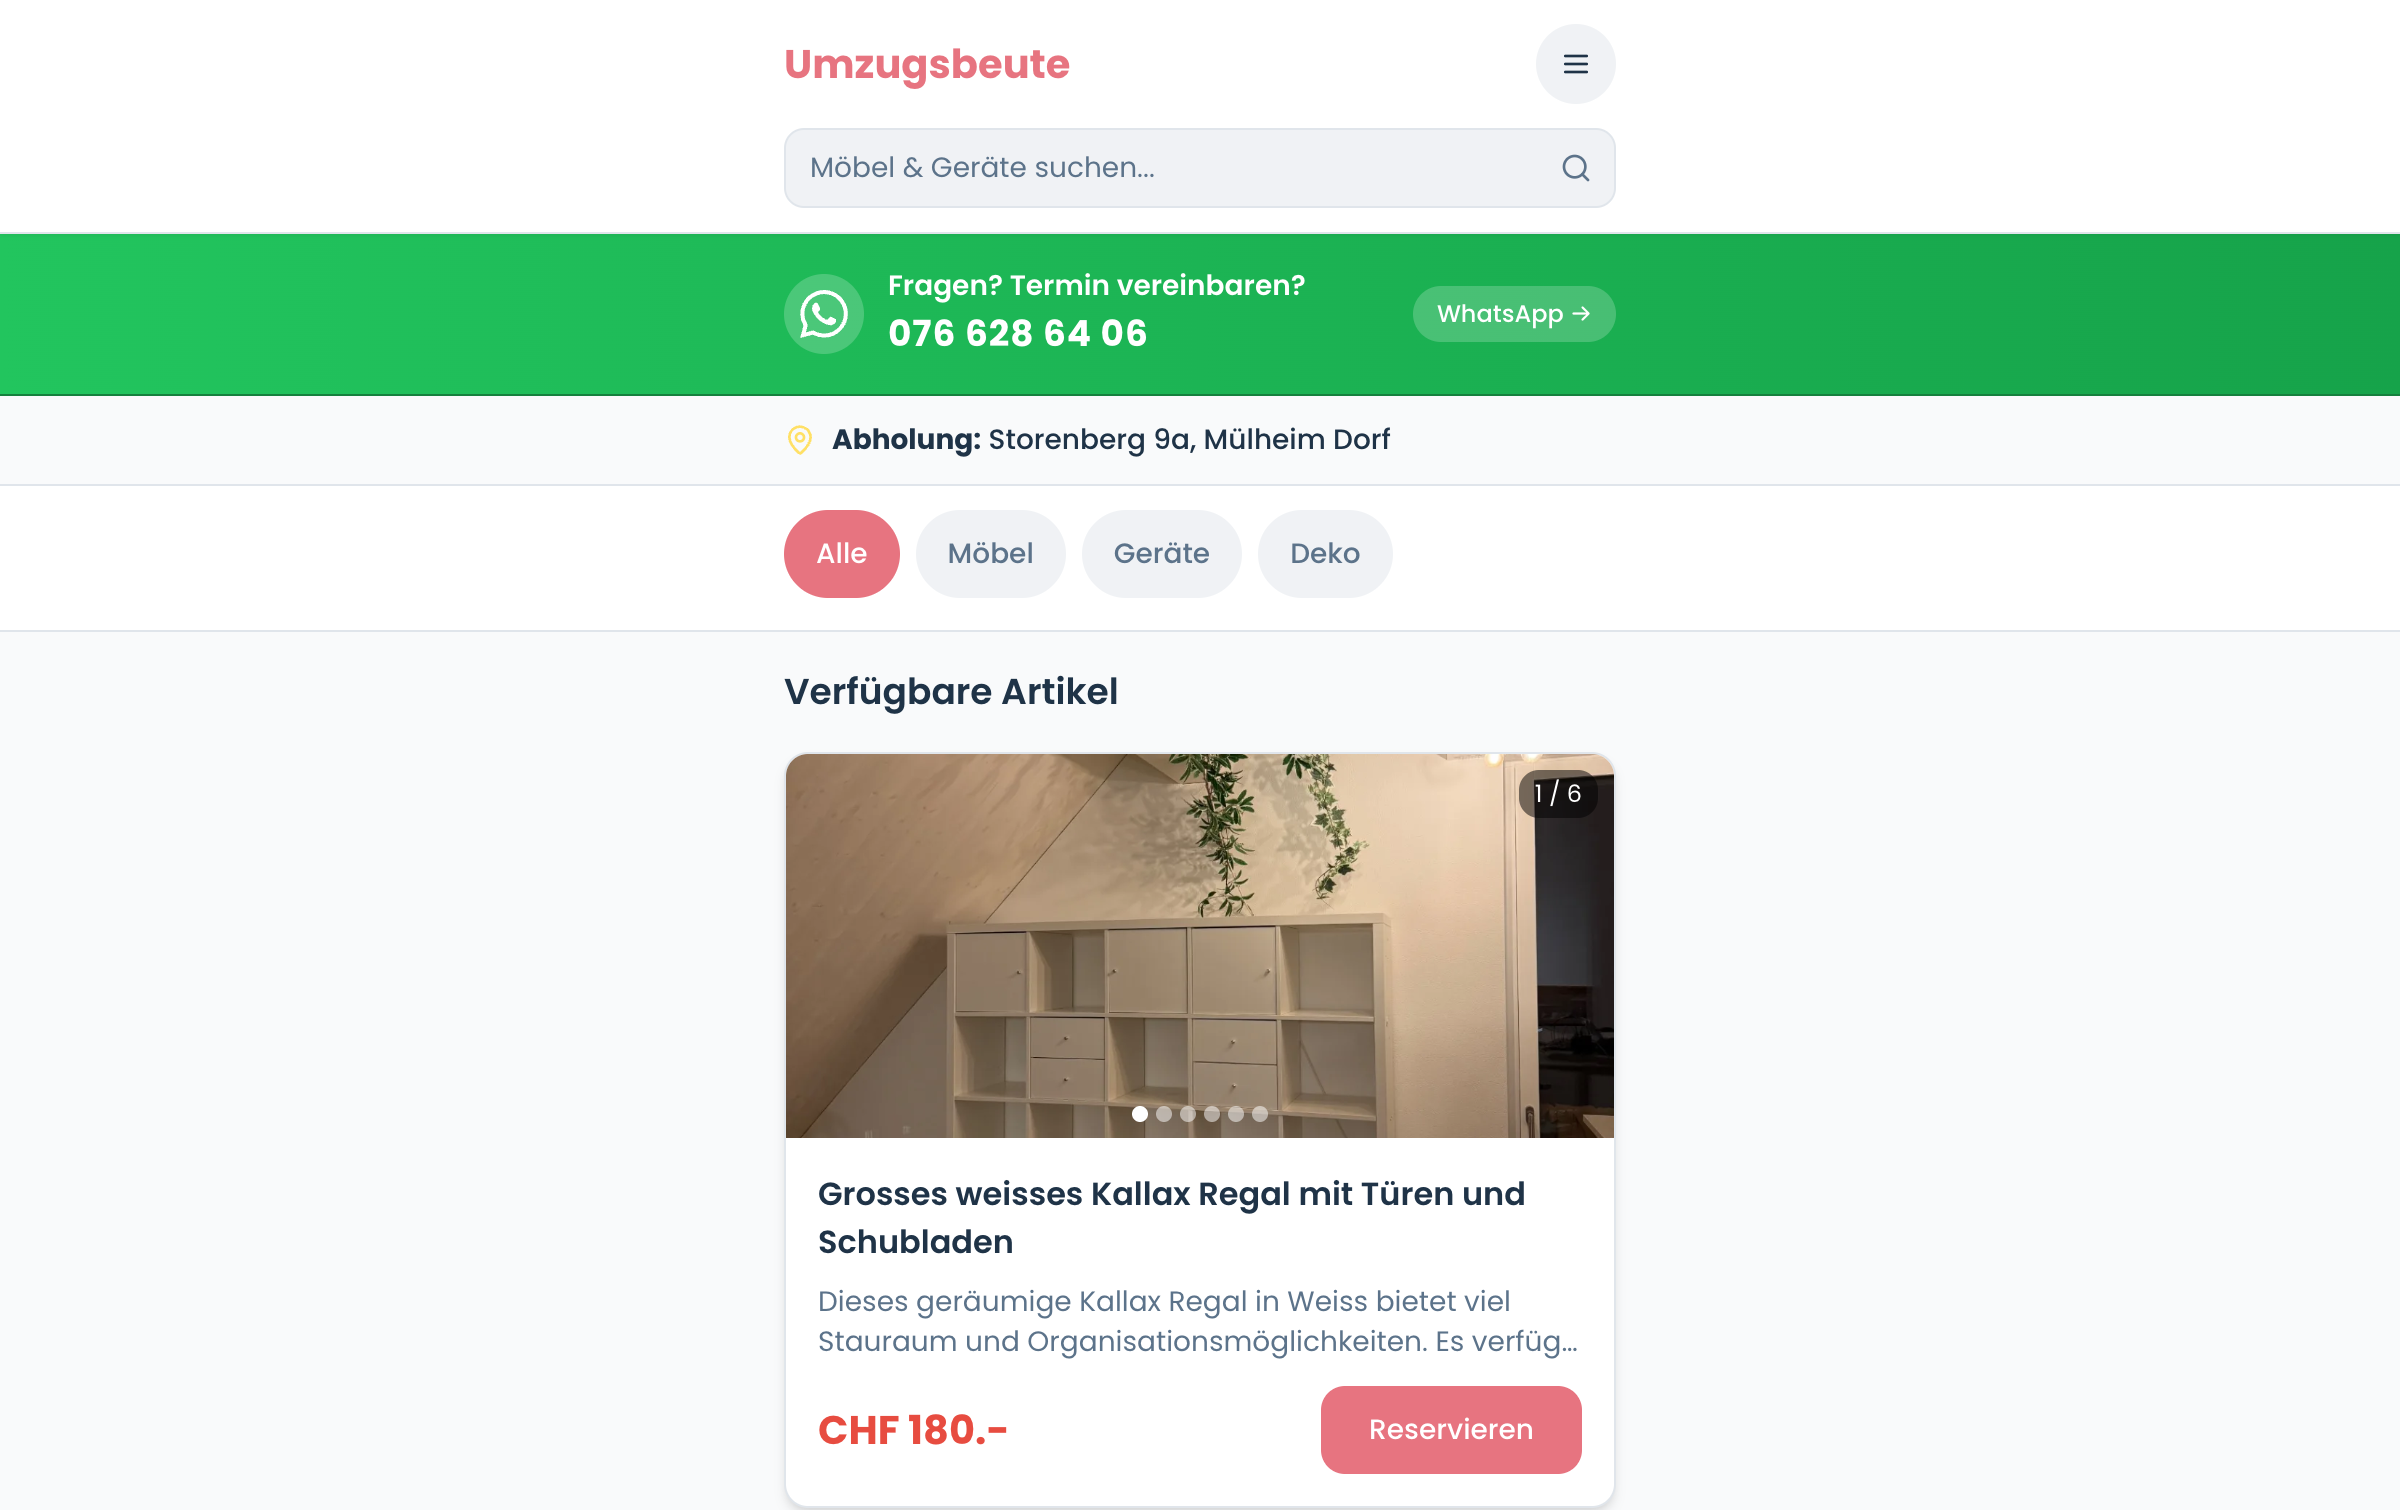 Umzugsbeute
Möbel & Geräte suchen...
Fragen? Termin vereinbaren?
076 628 64 06
WhatsApp →
Abholung: Storenberg 9a, Mülheim Dorf
Alle
Möbel
Geräte
Deko
Verfügbare Artikel
1 / 6
Grosses weisses Kallax Regal mit Türen und
Schubladen
Dieses geräumige Kallax Regal in Weiss bietet viel
Stauraum und Organisationsmöglichkeiten. Es verfüg...
CHF 180.-
Reservieren